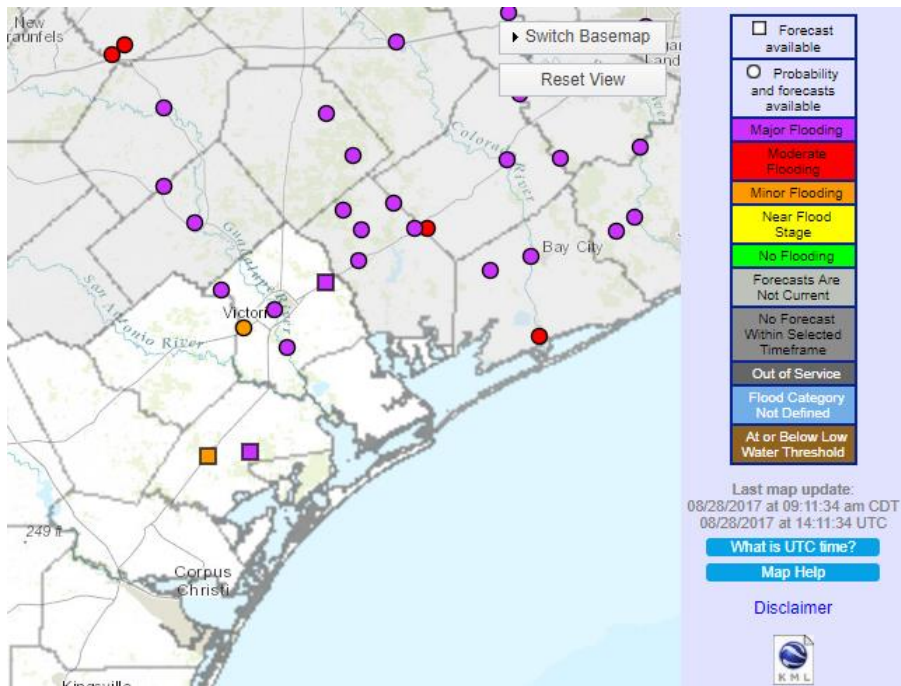 New
raunfels
Switch Basemap
Reset View
Land
Colorado
River
Bay City
Guadalupe River
San Antonio River
Victori
249 ft
Corpus
Christi
Kingsville
Forecast
available
Probability
and forecasts
available
Major Flooding
Moderate
Flooding
Minor Flooding
Near Flood
Stage
No Flooding
Forecasts Are
Not Current
No Forecast
Within Selected
Timeframe
Out of Service
Flood Category
Not Defined
At or Below Low
Water Threshold
Last map update:
08/28/2017 at 09:11:34 am CDT
08/28/2017 at 14:11:34 UTC
What is UTC time?
Map Help
Disclaimer
KML